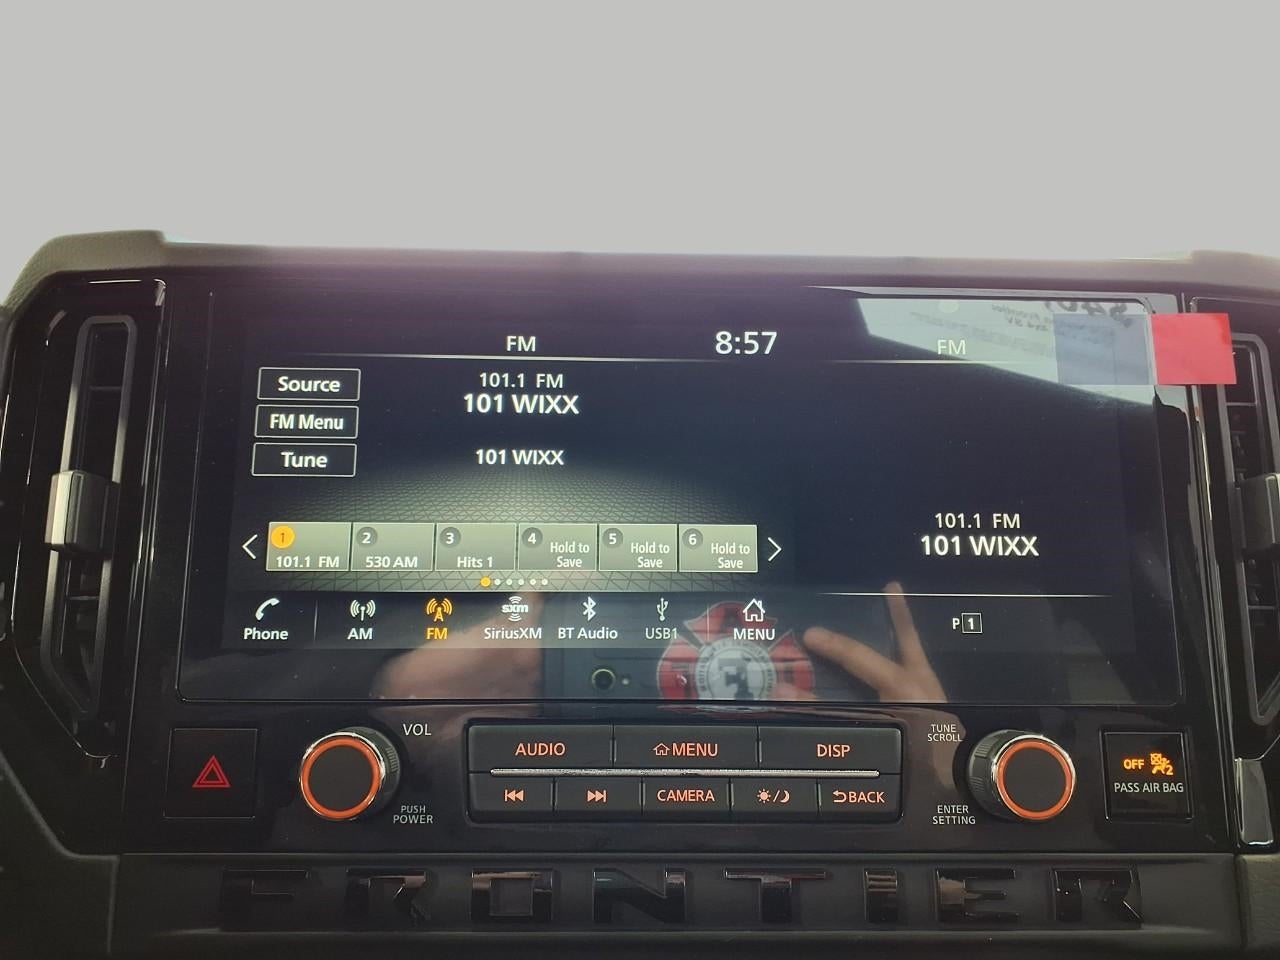 FM
8:57
FM
Source
FM Menu
Tune
101.1 FM
101 WIXX
101 WIXX
1
101.1 FM
2
530 AM
3
Hits 1
4
Hold to
Save
5
Hold to
Save
6
Hold to
Save
101.1 FM
101 WIXX
Phone
AM
FM
sxm
SiriusXM
BT Audio
USB1
MENU
P 1
VOL
PUSH
POWER
AUDIO
MENU
DISP
CAMERA
BACK
TUNE
SCROLL
ENTER
SETTING
OFF
2
PASS AIR BAG
FRONTIER